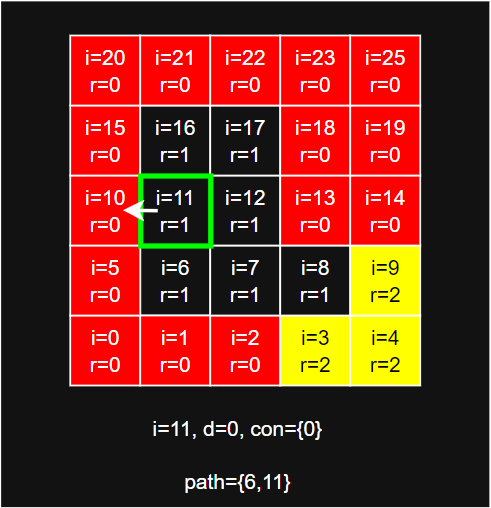 i=20 i=21 i=22 i=23 i=25
r=0 r=0 r=0 r=0 r=0
i=15 i=16 i=17 i=18 i=19
r=0 r=1 r=1 r=0 r=0
i=10 i=11 i=12 i=13 i=14
r=0 r=1 r=1 r=0 r=0
i=5 i=6 i=7 i=8 i=9
r=0 r=1 r=1 r=1 r=2
i=0 i=1 i=2 i=3 i=4
r=0 r=0 r=0 r=2 r=2
i=11, d=0, con={0}
path={6,11}